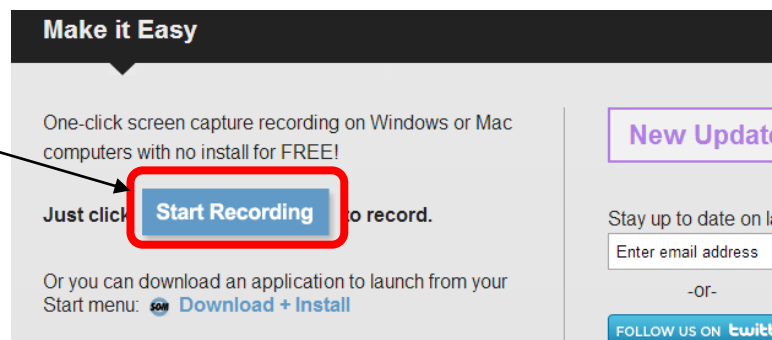 Make it Easy
One-click screen capture recording on Windows or Mac
computers with no install for FREE!
Just click Start Recording to record.
Or you can download an application to launch from your
Start menu: SOM Download + Install
New
Stay up to date on
Enter email address
-or-
FOLLOW US ON